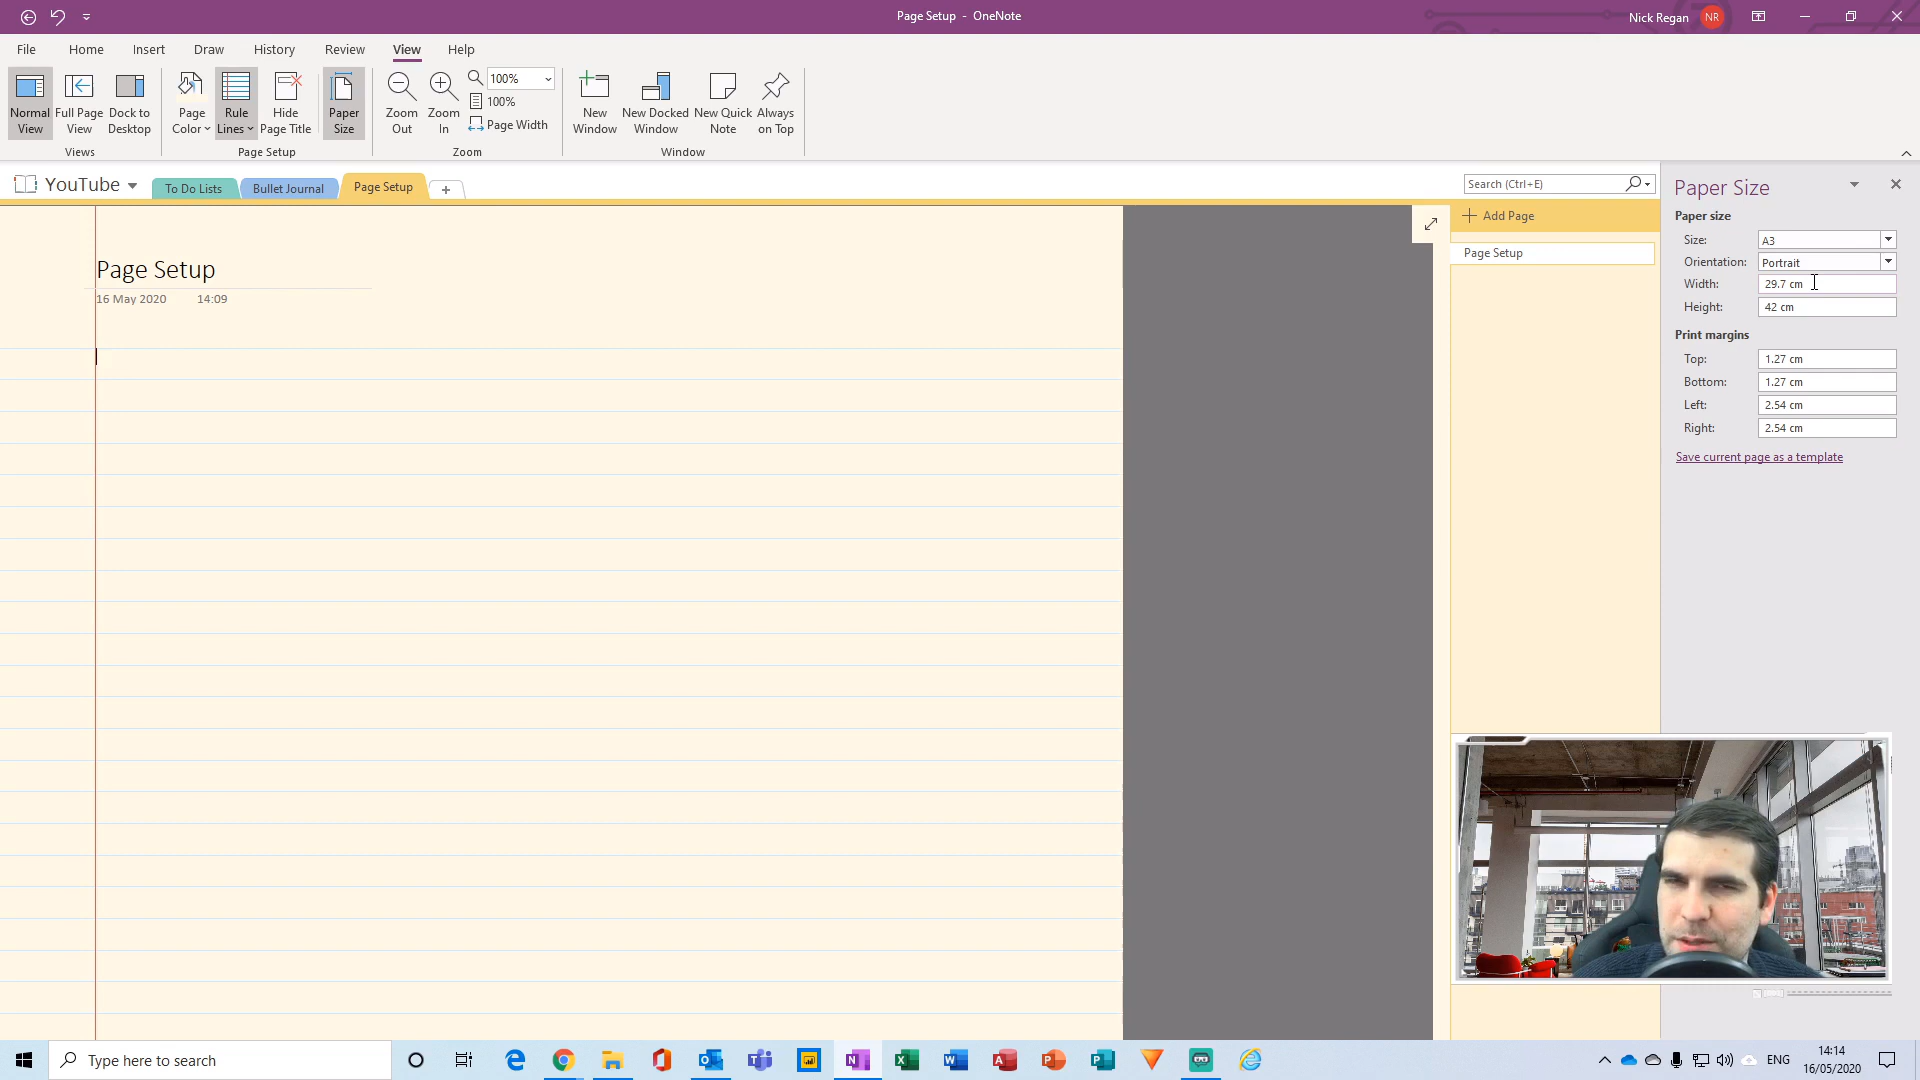 Page Setup - OneNote
Nick Regan
NR
File
Home
Insert
Draw
History
Review
View
Help
Normal View
Full Page View
Dock to Desktop
Views
Page Color
Rule Lines
Hide Page Title
Paper Size
Page Setup
Zoom Out
Zoom In
100%
100%
Page Width
Zoom
New Window
New Docked Window
New Quick Note
Always on Top
Window
YouTube
To Do Lists
Bullet Journal
Page Setup
+
Search (Ctrl+E)
Add Page
Page Setup
Page Setup
16 May 2020 14:09
Paper Size
Paper size
Size: A3
Orientation: Portrait
Width: 29.7 cm
Height: 42 cm
Print margins
Top: 1.27 cm
Bottom: 1.27 cm
Left: 2.54 cm
Right: 2.54 cm
Save current page as a template
Type here to search
ENG
14:14
16/05/2020